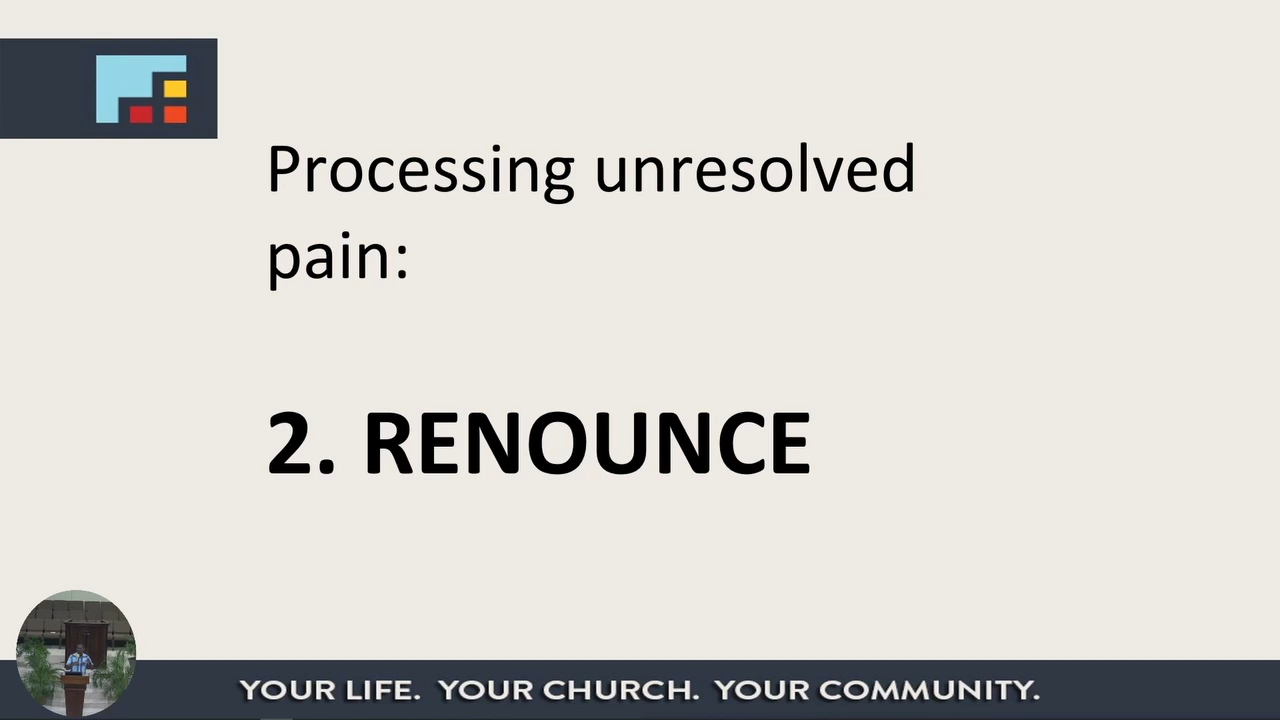 Processing unresolved
pain:
2. RENOUNCE
YOUR LIFE. YOUR CHURCH. YOUR COMMUNITY.